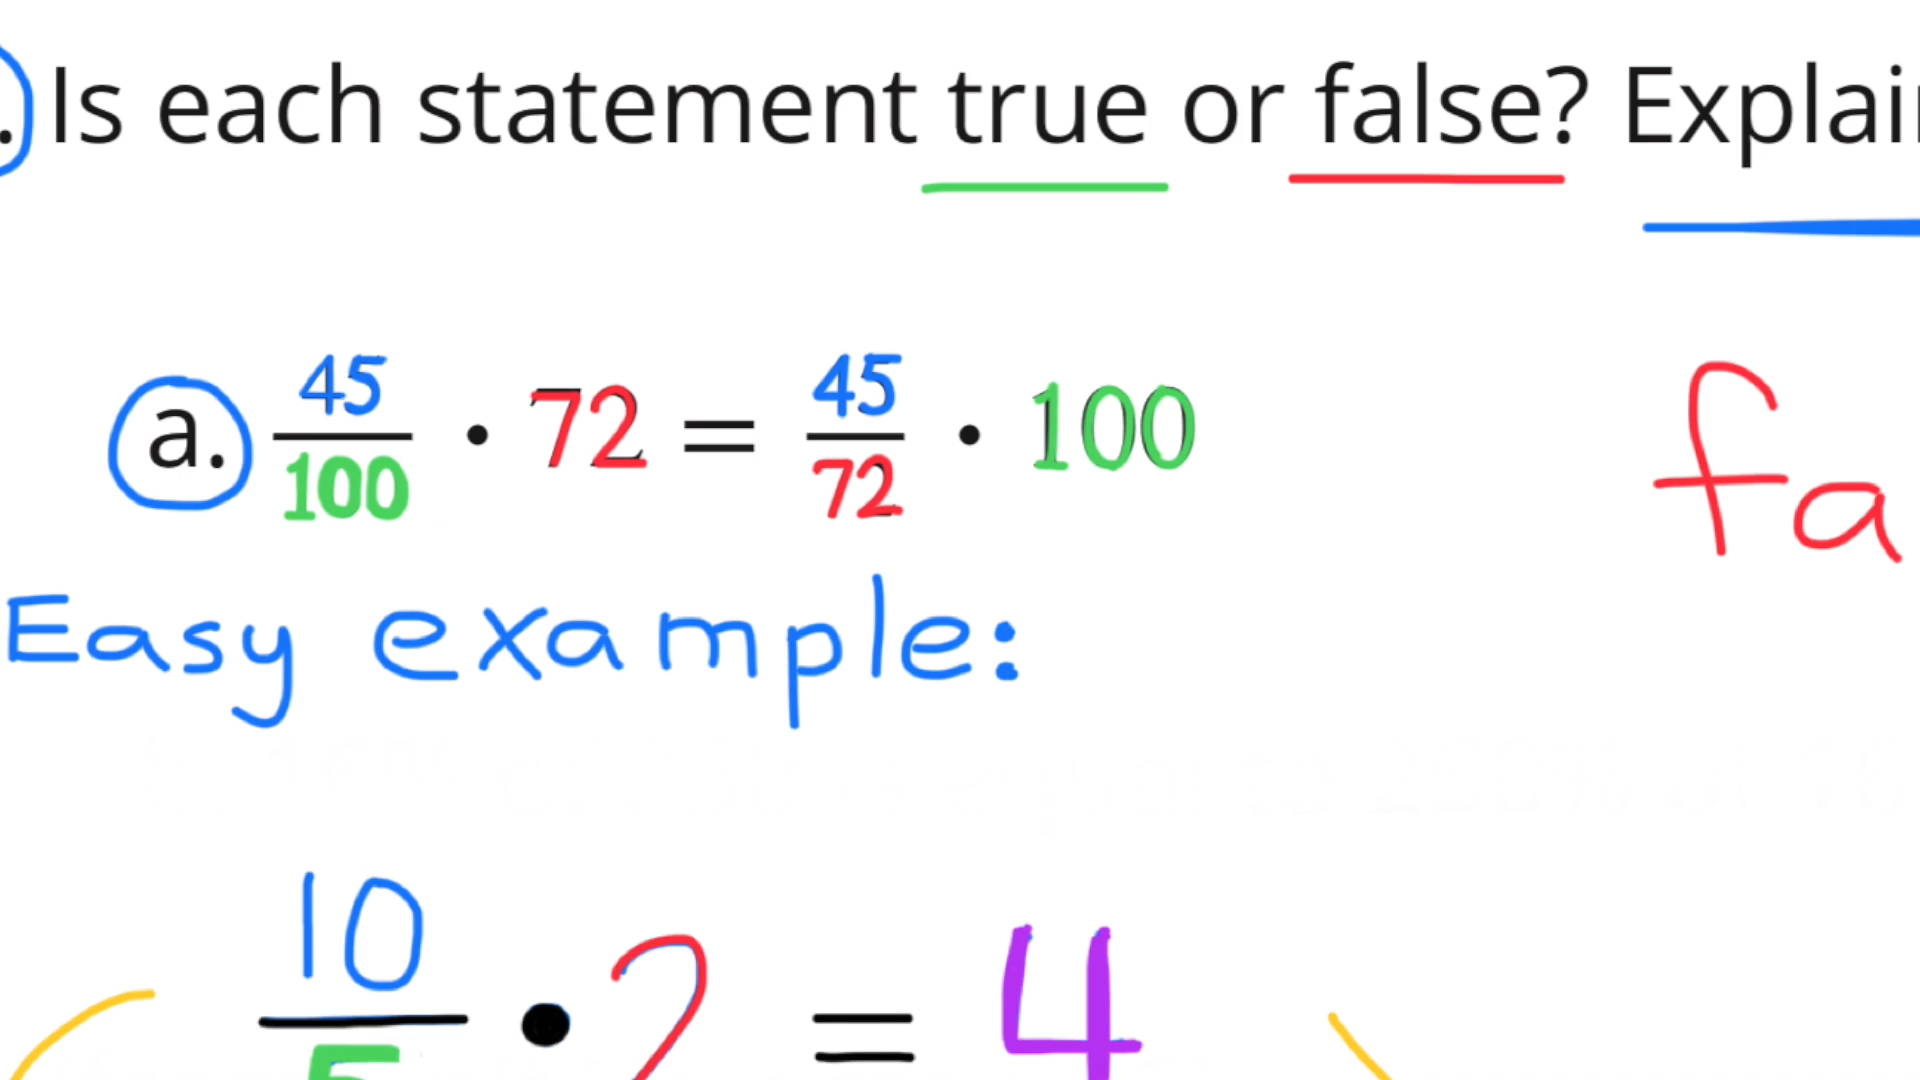 . Is each statement true or false? Explai
a. 45/100 · 72 = 45/72 · 100
fa
Easy example:
10/5 · 2 = 4